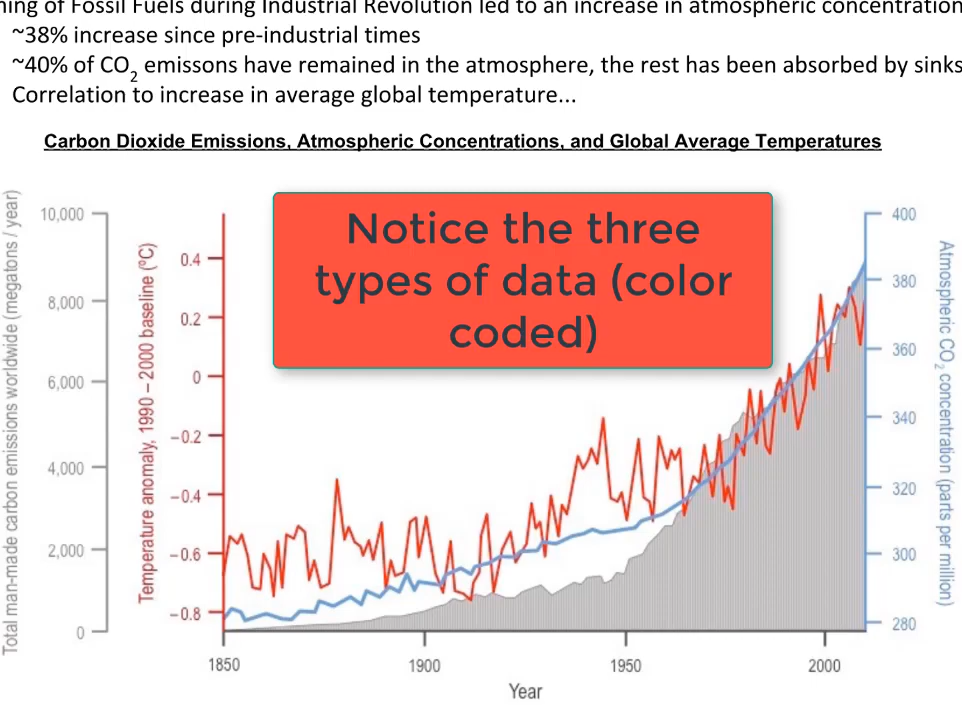 ning of Fossil Fuels during Industrial Revolution led to an increase in atmospheric concentration
~38% increase since pre-industrial times
~40% of CO2 emissons have remained in the atmosphere, the rest has been absorbed by sinks
Correlation to increase in average global temperature...
Carbon Dioxide Emissions, Atmospheric Concentrations, and Global Average Temperatures
Notice the three
types of data (color
coded)
Total man-made carbon emissions worldwide (megatons / year)
10,000
8,000
6,000
4,000
2,000
0
Temperature anomaly, 1990 – 2000 baseline (ºC)
0.4
0.2
0
−0.2
−0.4
−0.6
−0.8
400
380
360
340
320
300
280
Atmospheric CO2 concentration (parts per million)
1850
1900
1950
2000
Year